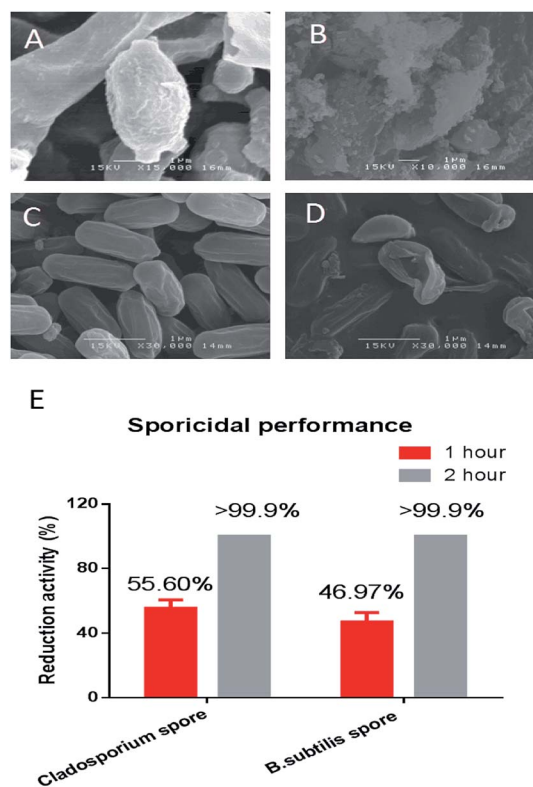 A
15KV X15,000 1μm 16mm
B
15KV X10,000 1μm 16mm
C
15KV X30,000 1μm 14mm
D
15KV X30,000 1μm 14mm
E
Sporicidal performance
1 hour
2 hour
Reduction activity (%)
120
80
40
0
55.60%
>99.9%
46.97%
>99.9%
Cladosporium spore
B.subtilis spore